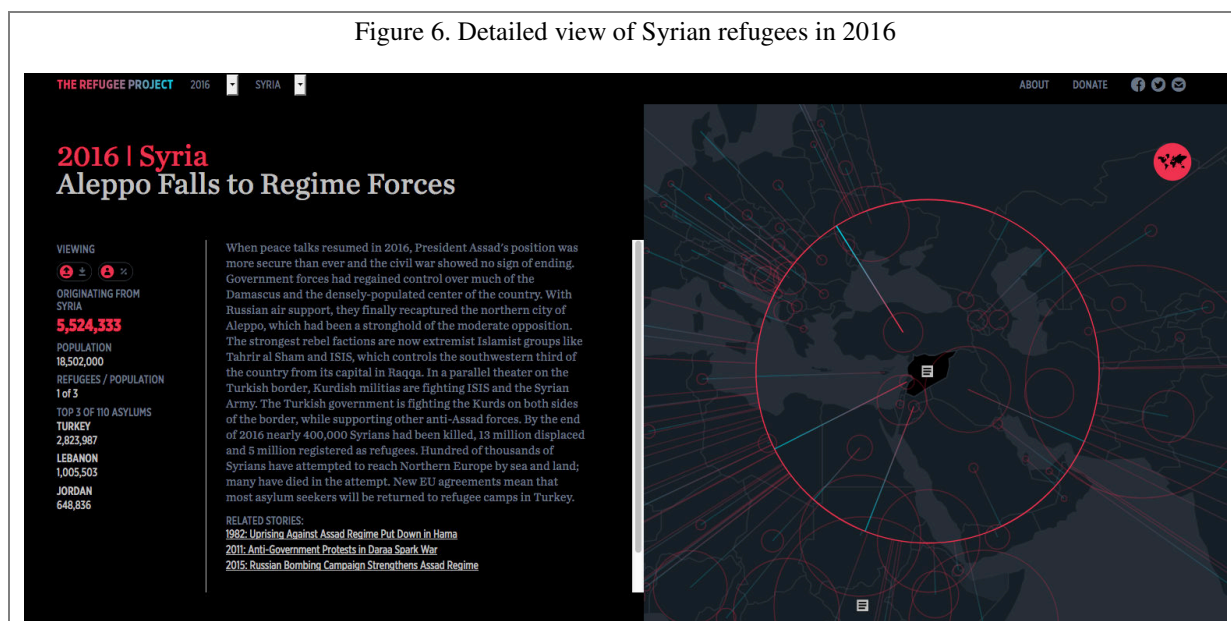 Figure 6. Detailed view of Syrian refugees in 2016
THE REFUGEE PROJECT 2016 SYRIA ABOUT DONATE
2016 | Syria
Aleppo Falls to Regime Forces
VIEWING
%
ORIGINATING FROM
SYRIA
5,524,333
POPULATION
18,502,000
REFUGEES / POPULATION
1 of 3
TOP 3 OF 110 ASYLUMS
TURKEY
2,823,987
LEBANON
1,005,503
JORDAN
648,836
When peace talks resumed in 2016, President Assad's position was
more secure than ever and the civil war showed no sign of ending.
Government forces had regained control over much of the
Damascus and the densely-populated center of the country. With
Russian air support, they finally recaptured the northern city of
Aleppo, which had been a stronghold of the moderate opposition.
The strongest rebel factions are now extremist Islamist groups like
Tahrir al Sham and ISIS, which controls the southwestern third of
the country from its capital in Raqqa. In a parallel theater on the
Turkish border, Kurdish militias are fighting ISIS and the Syrian
Army. The Turkish government is fighting the Kurds on both sides
of the border, while supporting other anti-Assad forces. By the end
of 2016 nearly 400,000 Syrians had been killed, 13 million displaced
and 5 million registered as refugees. Hundred of thousands of
Syrians have attempted to reach Northern Europe by sea and land;
many have died in the attempt. New EU agreements mean that
most asylum seekers will be returned to refugee camps in Turkey.
RELATED STORIES:
1982: Uprising Against Assad Regime Put Down in Hama
2011: Anti-Government Protests in Daraa Spark War
2015: Russian Bombing Campaign Strengthens Assad Regime